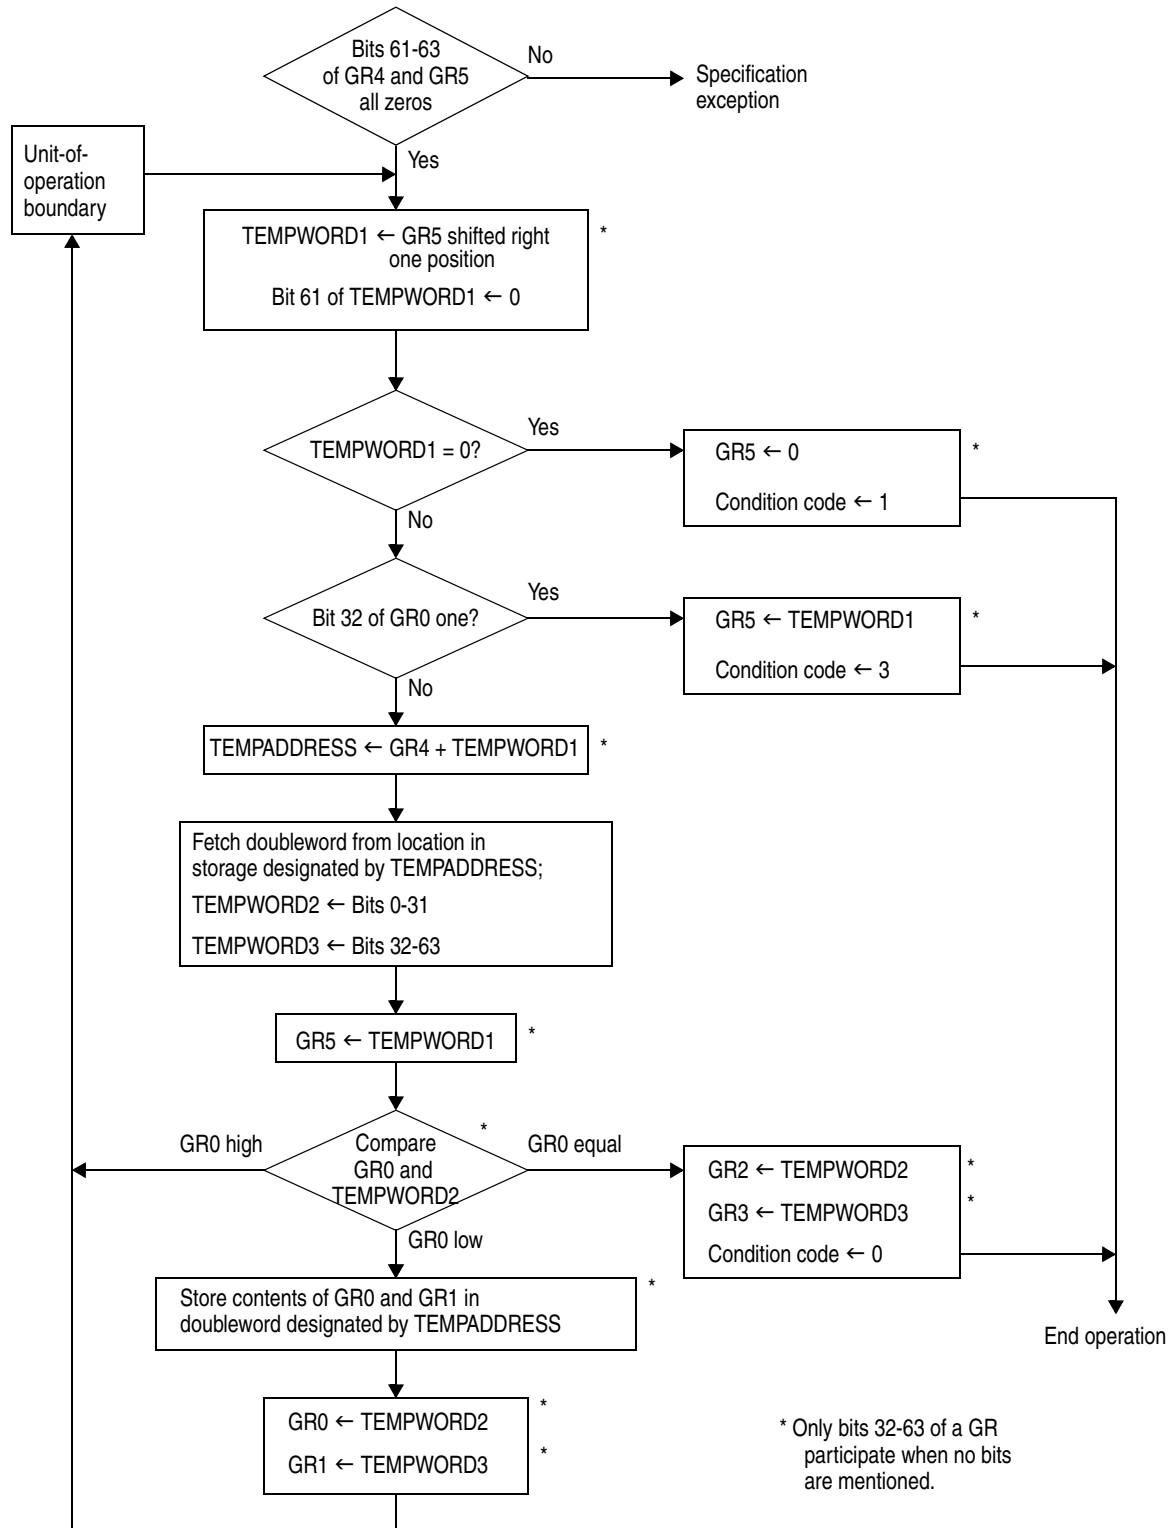 Bits 61-63
of GR4 and GR5
all zeros
No
Specification
exception
Yes
Unit-of-
operation
boundary
TEMPWORD1 ← GR5 shifted right
one position
*
Bit 61 of TEMPWORD1 ← 0
TEMPWORD1 = 0?
Yes
GR5 ← 0
*
Condition code ← 1
No
Bit 32 of GR0 one?
Yes
GR5 ← TEMPWORD1
*
Condition code ← 3
No
TEMPADDRESS ← GR4 + TEMPWORD1
*
Fetch doubleword from location in
storage designated by TEMPADDRESS;
TEMPWORD2 ← Bits 0-31
TEMPWORD3 ← Bits 32-63
GR5 ← TEMPWORD1
*
GR0 high
Compare
GR0 and
TEMPWORD2
*
GR0 equal
GR2 ← TEMPWORD2
*
GR3 ← TEMPWORD3
*
Condition code ← 0
GR0 low
Store contents of GR0 and GR1 in
doubleword designated by TEMPADDRESS
*
End operation
GR0 ← TEMPWORD2
*
GR1 ← TEMPWORD3
*
* Only bits 32-63 of a GR
participate when no bits
are mentioned.